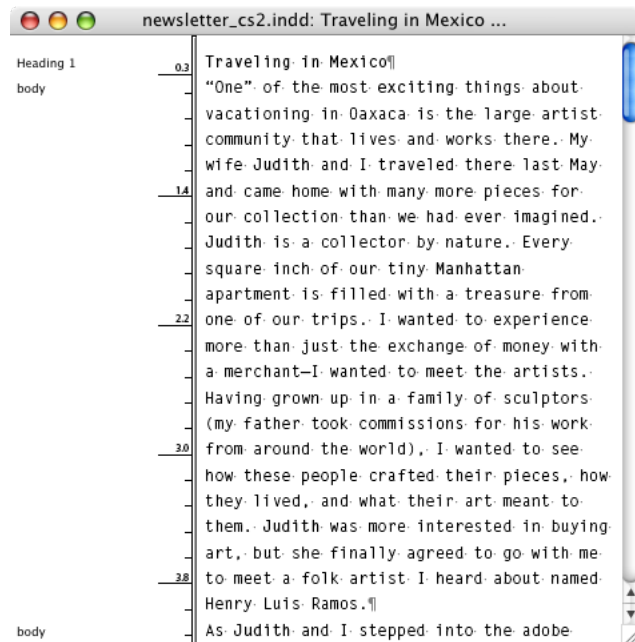 newsletter_cs2.indd: Traveling in Mexico ...
Heading 1
0.3
Traveling in Mexico¶
body
“One” of the most exciting things about
vacationing in Oaxaca is the large artist
community that lives and works there. My
wife Judith and I traveled there last May
1.4
and came home with many more pieces for
our collection than we had ever imagined.
Judith is a collector by nature. Every
square inch of our tiny Manhattan
apartment is filled with a treasure from
2.2
one of our trips. I wanted to experience
more than just the exchange of money with
a merchant—I wanted to meet the artists.
Having grown up in a family of sculptors
(my father took commissions for his work
3.0
from around the world), I wanted to see
how these people crafted their pieces, how
they lived, and what their art meant to
them. Judith was more interested in buying
art, but she finally agreed to go with me
3.8
to meet a folk artist I heard about named
Henry Luis Ramos.¶
body
As Judith and I stepped into the adobe